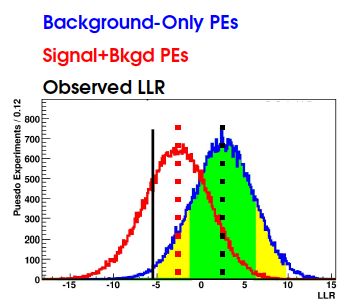 Background-Only PEs
Signal+Bkgd PEs
Observed LLR
Puesdo Experiments / 0.12
800
700
600
500
400
300
200
100
0
-15 -10 -5 0 5 10 15
LLR